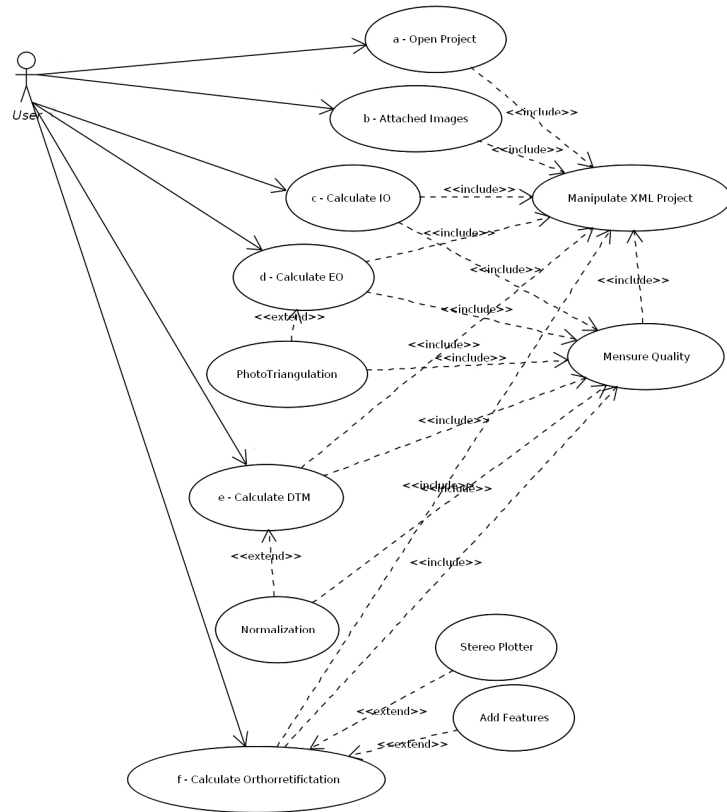 a - Open Project
User
b - Attached Images
<<include>>
<<include>>
c - Calculate IO
<<include>>
Manipulate XML Project
<<include>>
d - Calculate EO
<<include>>
<<include>>
<<extend>>
<<include>>
<<include>>
<<include>>
Mensure Quality
PhotoTriangulation
<<include>>
<<include>>
<<include>>
e - Calculate DTM
<<extend>>
<<include>>
Normalization
Stereo Plotter
<<extend>>
Add Features
<<extend>>
f - Calculate Orthorretifictation